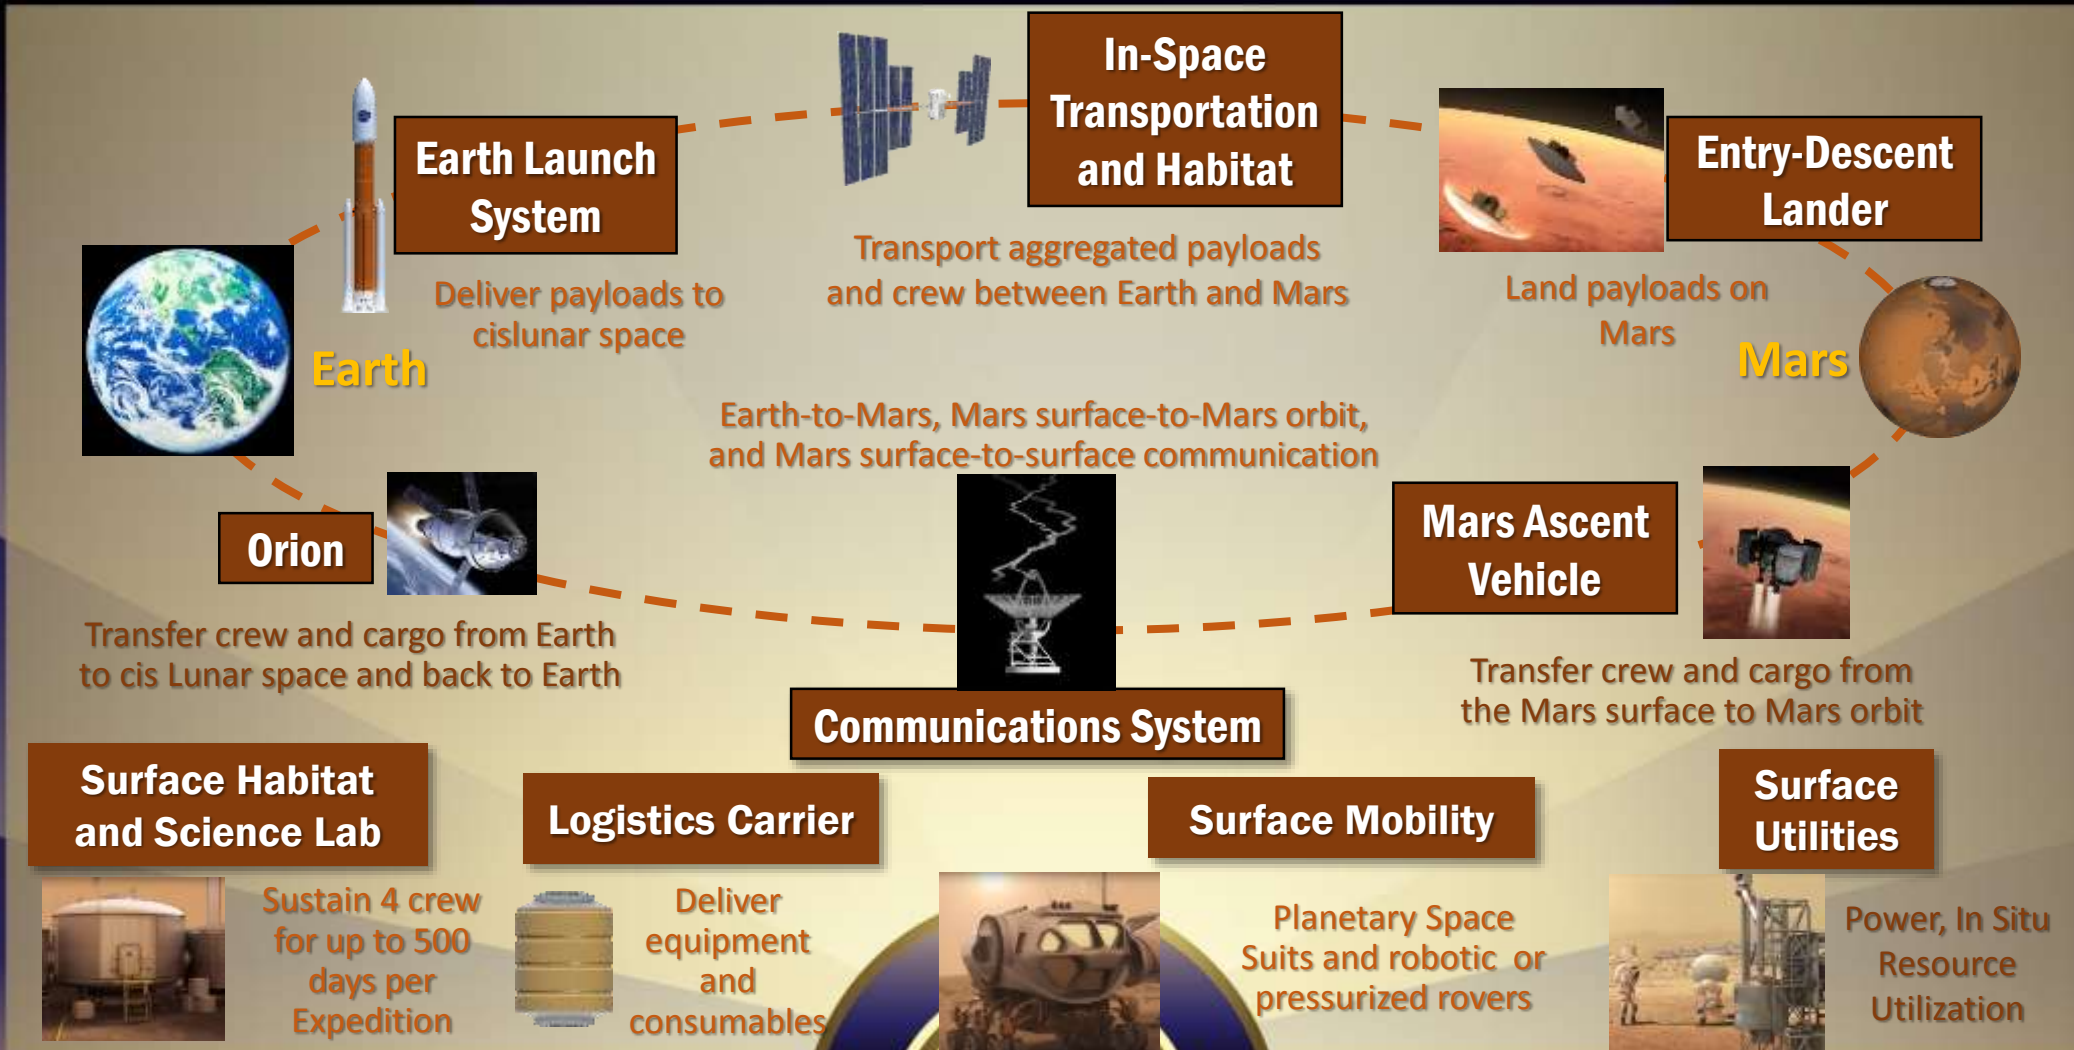 In-Space
Transportation
and Habitat
Earth Launch
System
Entry-Descent
Lander
Transport aggregated payloads
and crew between Earth and Mars
Deliver payloads to
cislunar space
Land payloads on
Mars
Earth
Mars
Earth-to-Mars, Mars surface-to-Mars orbit,
and Mars surface-to-surface communication
Orion
Mars Ascent
Vehicle
Transfer crew and cargo from Earth
to cis Lunar space and back to Earth
Transfer crew and cargo from
the Mars surface to Mars orbit
Communications System
Surface Habitat
and Science Lab
Logistics Carrier
Surface Mobility
Surface
Utilities
Sustain 4 crew
for up to 500
days per
Expedition
Deliver
equipment
and
consumables
Planetary Space
Suits and robotic or
pressurized rovers
Power, In Situ
Resource
Utilization